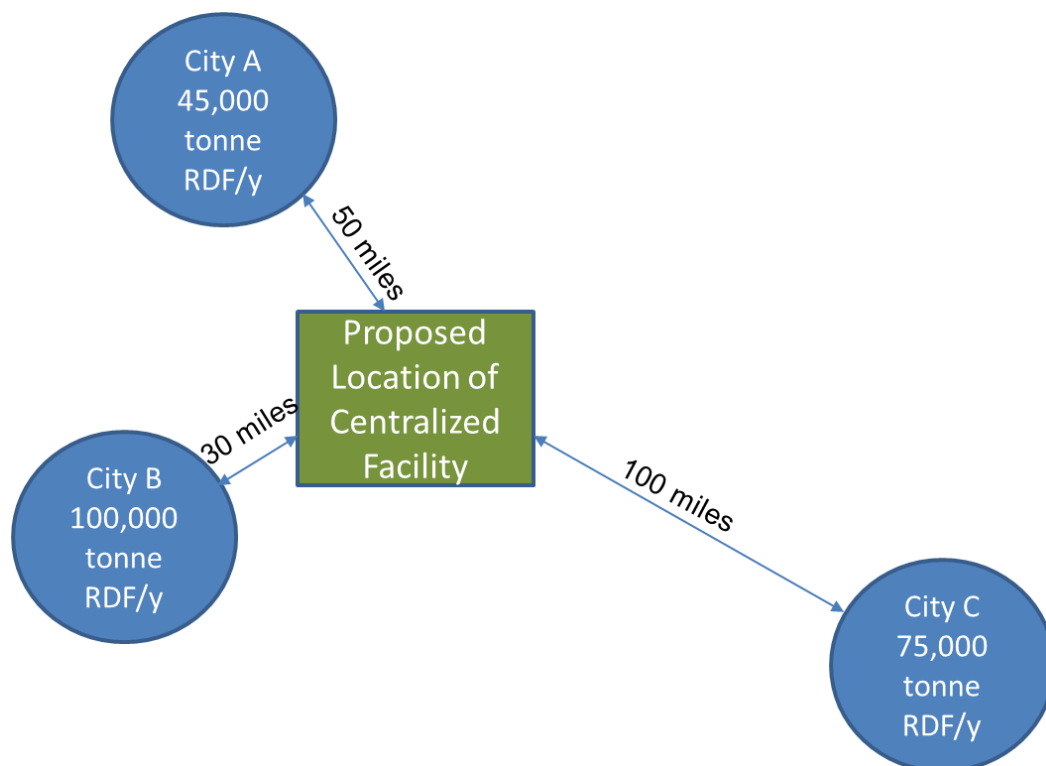 City A
45,000
tonne
RDF/y
50 miles
Proposed
Location of
Centralized
Facility
30 miles
City B
100,000
tonne
RDF/y
100 miles
City C
75,000
tonne
RDF/y